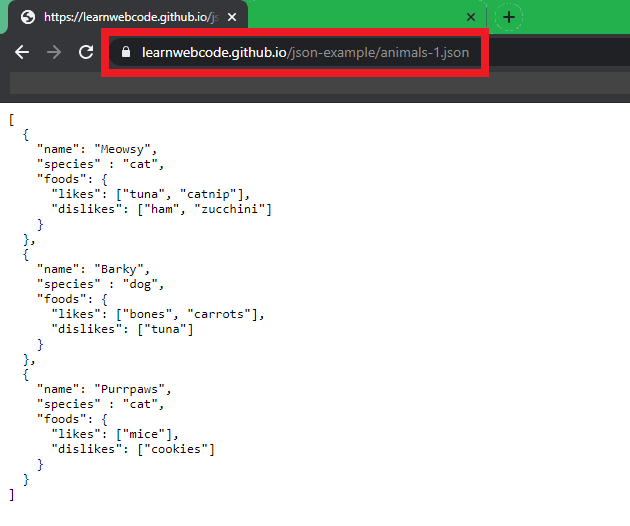 https://learnwebcode.github.io/js
learnwebcode.github.io/json-example/animals-1.json
[
  {
    "name": "Meowsy",
    "species" : "cat",
    "foods": {
      "likes": ["tuna", "catnip"],
      "dislikes": ["ham", "zucchini"]
    }
  },
  {
    "name": "Barky",
    "species" : "dog",
    "foods": {
      "likes": ["bones", "carrots"],
      "dislikes": ["tuna"]
    }
  },
  {
    "name": "Purrpaws",
    "species" : "cat",
    "foods": {
      "likes": ["mice"],
      "dislikes": ["cookies"]
    }
  }
]